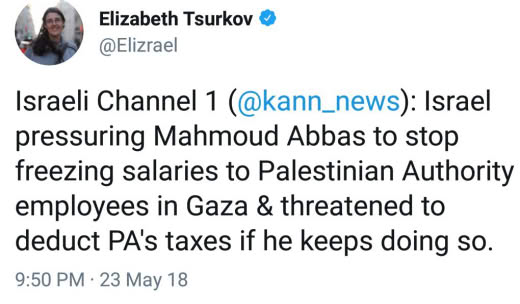 Elizabeth Tsurkov
@Elizrael
Israeli Channel 1 (@kann_news): Israel
pressuring Mahmoud Abbas to stop
freezing salaries to Palestinian Authority
employees in Gaza & threatened to
deduct PA's taxes if he keeps doing so.
9:50 PM · 23 May 18